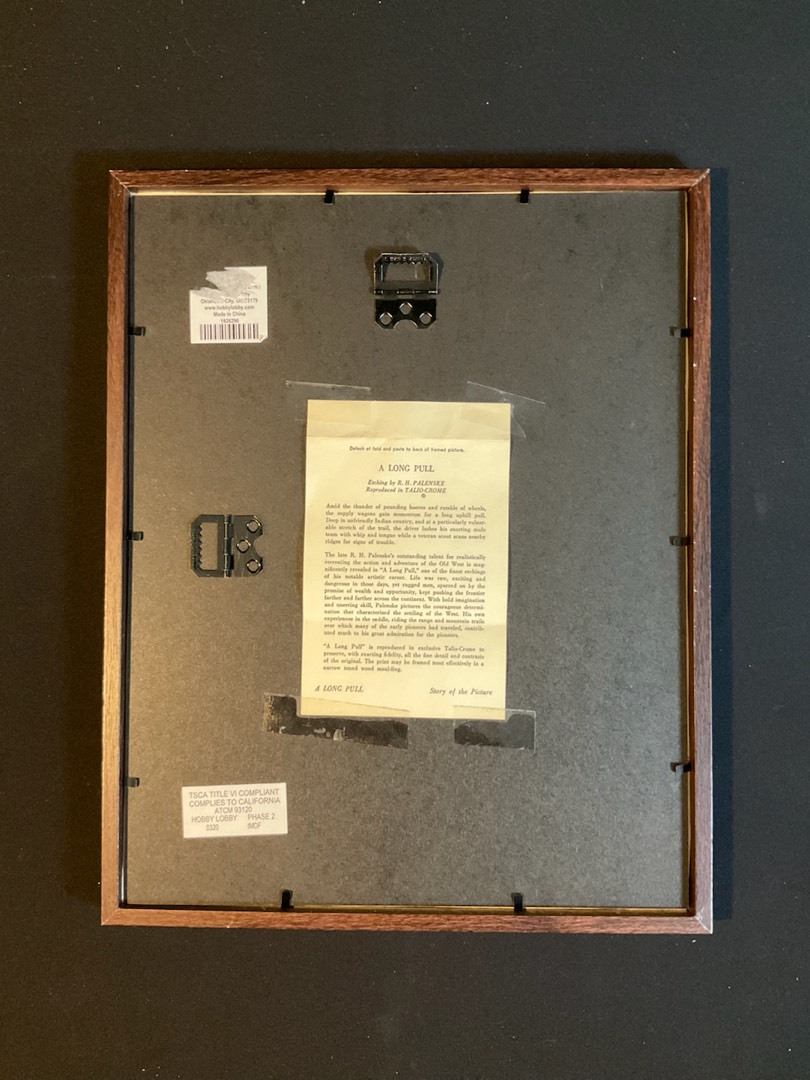 Oklahoma City, OK 73179
www.hobbylobby.com
Made in China
Detach at fold and paste to back of framed picture.
A LONG PULL
Etching by R. H. PALENSKE
Reproduced in TALIO-CROME
Amid the thunder of pounding hooves and rumble of wheels,
the supply wagons gain momentum for a long uphill pull.
Deep in unfriendly Indian country, and at a particularly vulner-
able stretch of the trail, the driver lashes his snorting mule
team with whip and tongue while a veteran scout scans nearby
ridges for signs of trouble.
The late R. H. Palenske's outstanding talent for realistically
recreating the action and adventure of the Old West is mag-
nificently revealed in "A Long Pull," one of the finest etchings
of his notable artistic career. Life was raw, exciting and
dangerous in those days, yet rugged men, spurred on by the
promise of wealth and opportunity, kept pushing the frontier
farther and farther across the continent. With bold imagination
and unerring skill, Palenske pictures the courageous determi-
nation that characterized the settling of the West. His own
experiences in the saddle, riding the range and mountain trails
over which many of the early pioneers had traveled, contrib-
uted much to his great admiration for the pioneers.
"A Long Pull" is reproduced in exclusive Talio-Crome to
preserve, with exacting fidelity, all the fine detail and contrasts
of the original. The print may be framed most effectively in a
narrow toned wood moulding.
A LONG PULL Story of the Picture
TSCA TITLE VI COMPLIANT
COMPLIES TO CALIFORNIA
ATCM 93120
HOBBY LOBBY PHASE 2
0320 tMDF